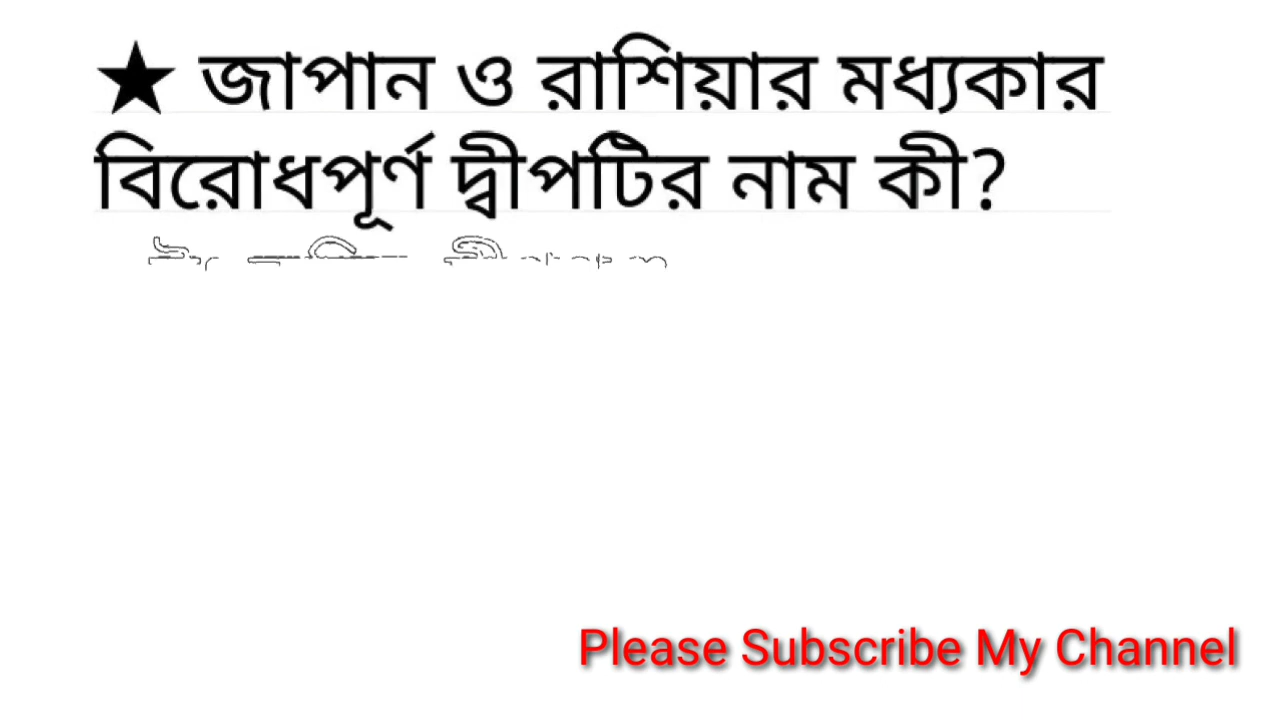 ★ জাপান ও রাশিয়ার মধ্যকার
বিরোধপূর্ণ দ্বীপটির নাম কী?
Please Subscribe My Channel